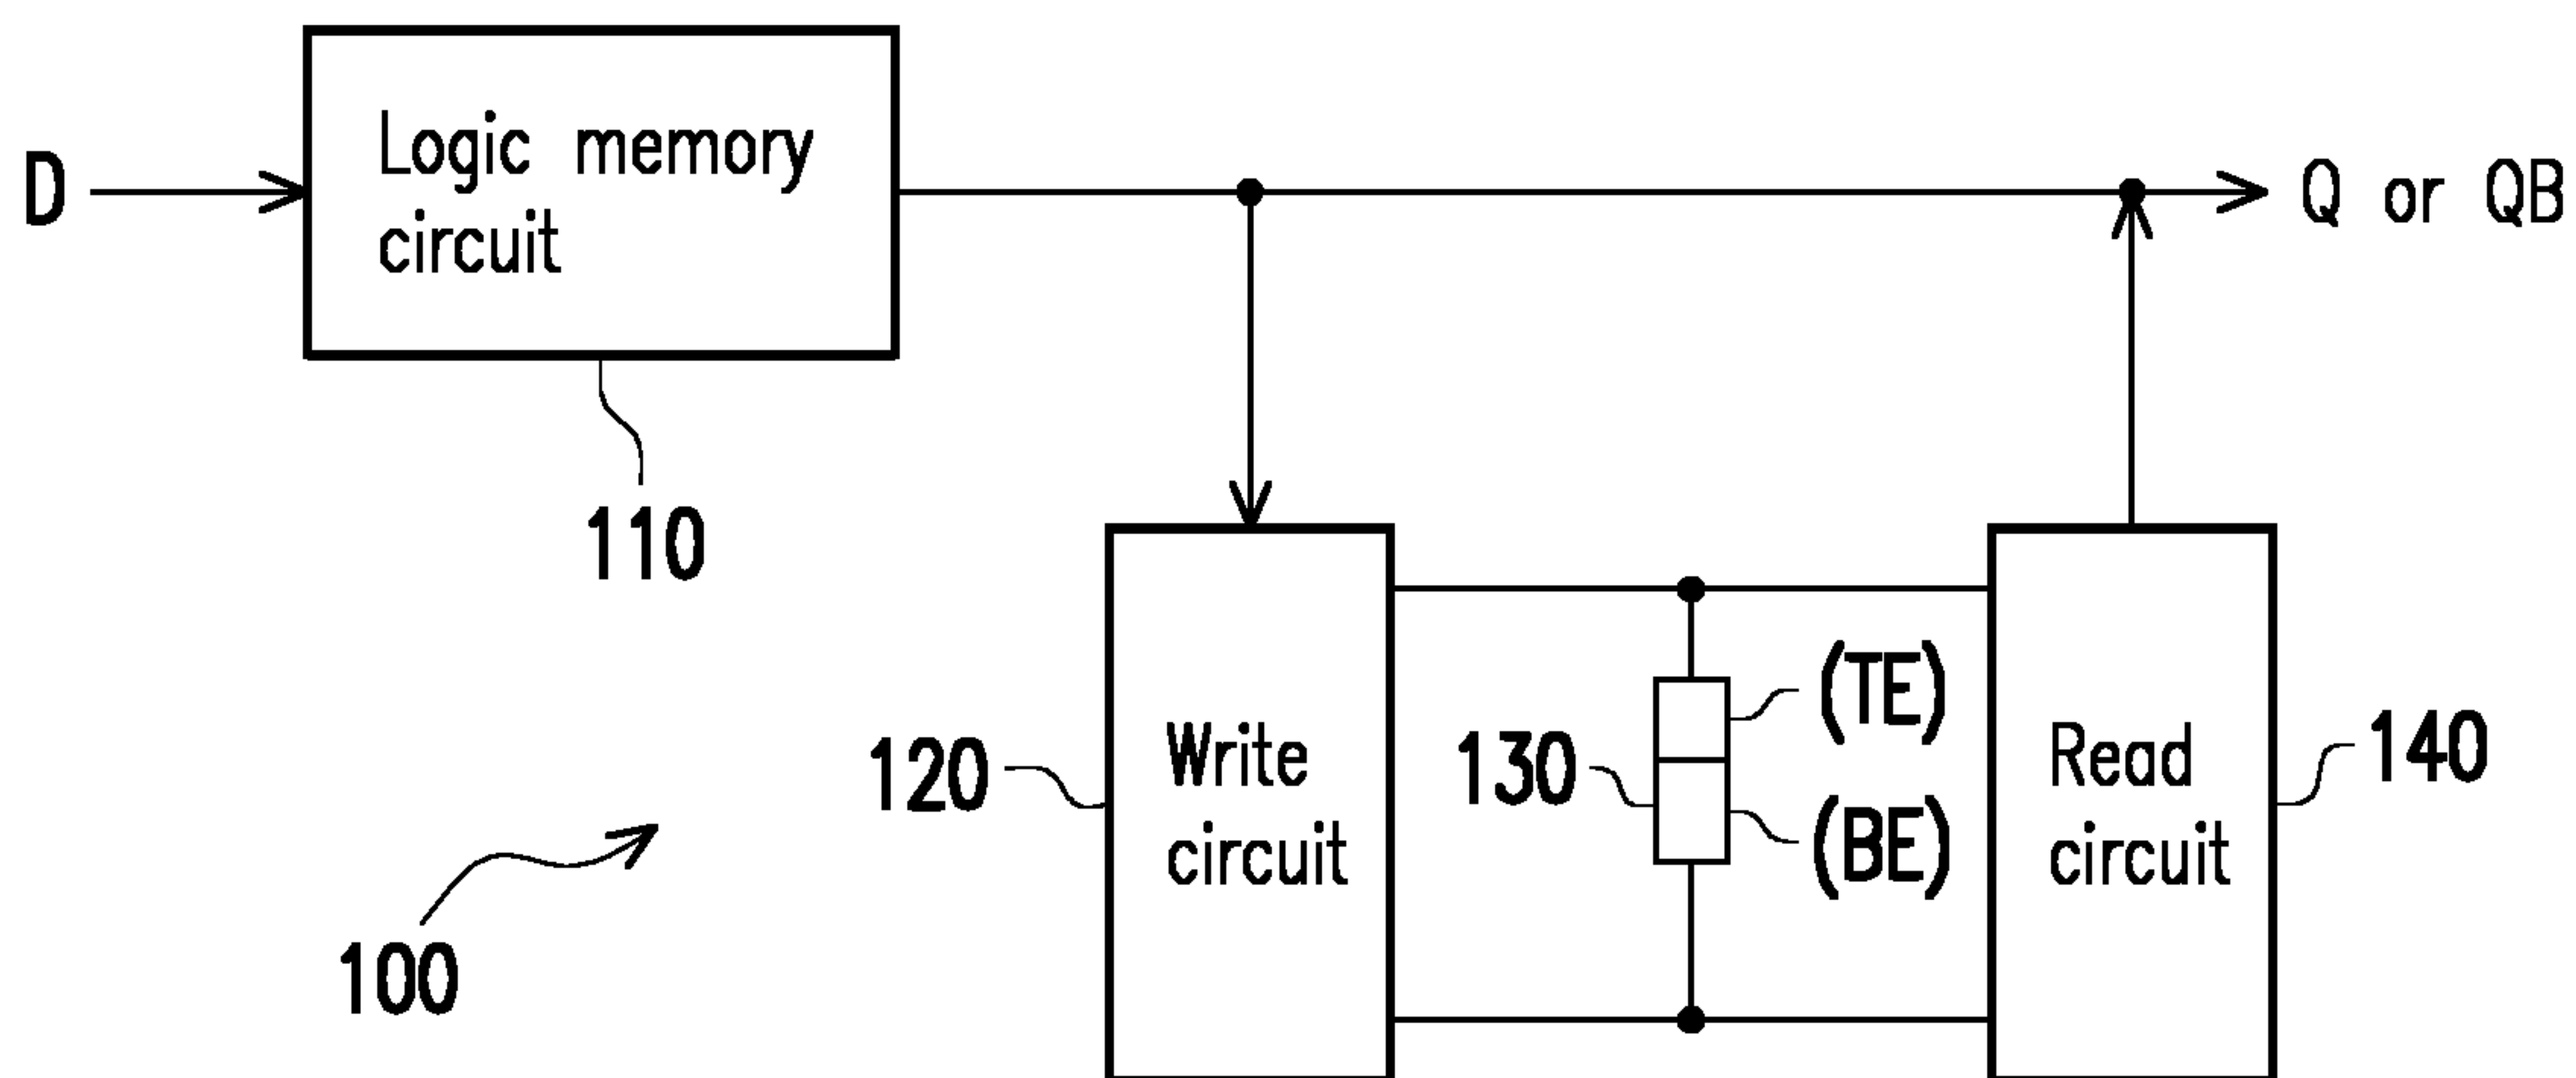 D
Logic memory
circuit
Q or QB
110
(TE)
(BE)
120
Write
circuit
130
Read
circuit
140
100